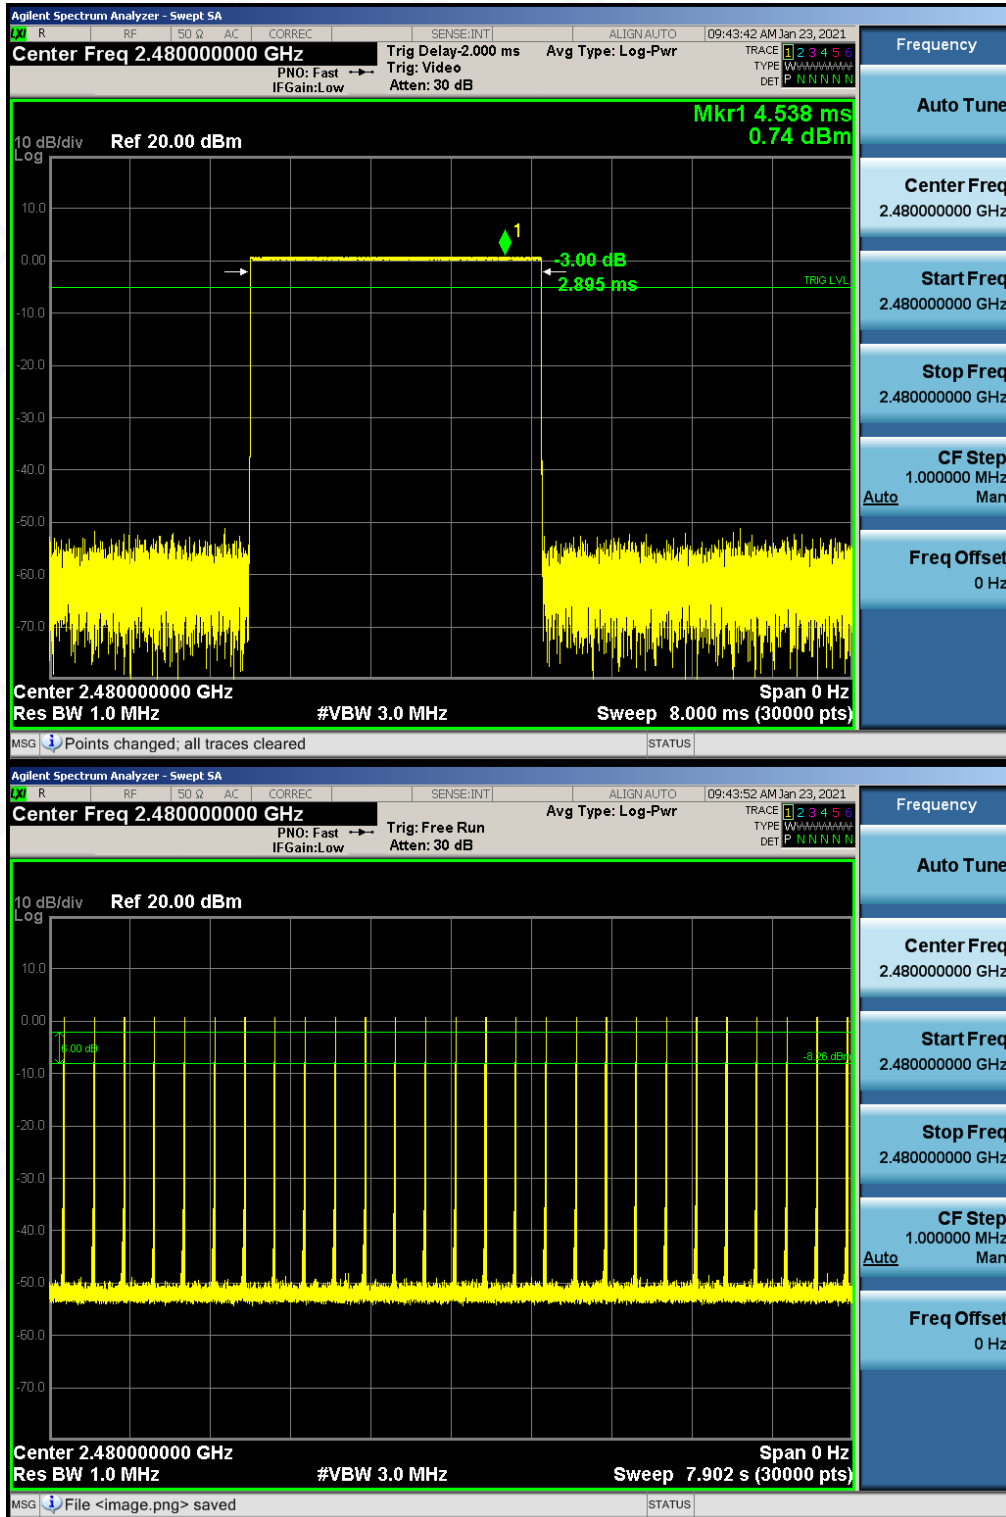 Agilent Spectrum Analyzer - Swept SA
LXI R RF 50 Ω AC CORREC SENSE:INT ALIGN AUTO 09:43:42 AM Jan 23, 2021
Center Freq 2.480000000 GHz
PNO: Fast
IFGain:Low
Trig Delay-2.000 ms
Trig: Video
Atten: 30 dB
Avg Type: Log-Pwr
TRACE 1 2 3 4 5 6
TYPE WWWWWW
DET P N N N N N
Mkr1 4.538 ms
0.74 dBm
10 dB/div Ref 20.00 dBm
Log
10.0
0.00
-10.0
-20.0
-30.0
-40.0
-50.0
-60.0
-70.0
1
-3.00 dB
2.895 ms
TRIG LVL
Center 2.480000000 GHz Span 0 Hz
Res BW 1.0 MHz #VBW 3.0 MHz Sweep 8.000 ms (30000 pts)
MSG Points changed; all traces cleared STATUS
Frequency
Auto Tune
Center Freq
2.480000000 GHz
Start Freq
2.480000000 GHz
Stop Freq
2.480000000 GHz
CF Step
1.000000 MHz
Auto Man
Freq Offset
0 Hz
Agilent Spectrum Analyzer - Swept SA
LXI R RF 50 Ω AC CORREC SENSE:INT ALIGN AUTO 09:43:52 AM Jan 23, 2021
Center Freq 2.480000000 GHz
PNO: Fast
IFGain:Low
Trig: Free Run
Atten: 30 dB
Avg Type: Log-Pwr
TRACE 1 2 3 4 5 6
TYPE WWWWWW
DET P N N N N N
10 dB/div Ref 20.00 dBm
Log
10.0
0.00
-10.0
-20.0
-30.0
-40.0
-50.0
-60.0
-70.0
6.00 dB
-8.26 dBm
Center 2.480000000 GHz Span 0 Hz
Res BW 1.0 MHz #VBW 3.0 MHz Sweep 7.902 s (30000 pts)
MSG File <image.png> saved STATUS
Frequency
Auto Tune
Center Freq
2.480000000 GHz
Start Freq
2.480000000 GHz
Stop Freq
2.480000000 GHz
CF Step
1.000000 MHz
Auto Man
Freq Offset
0 Hz